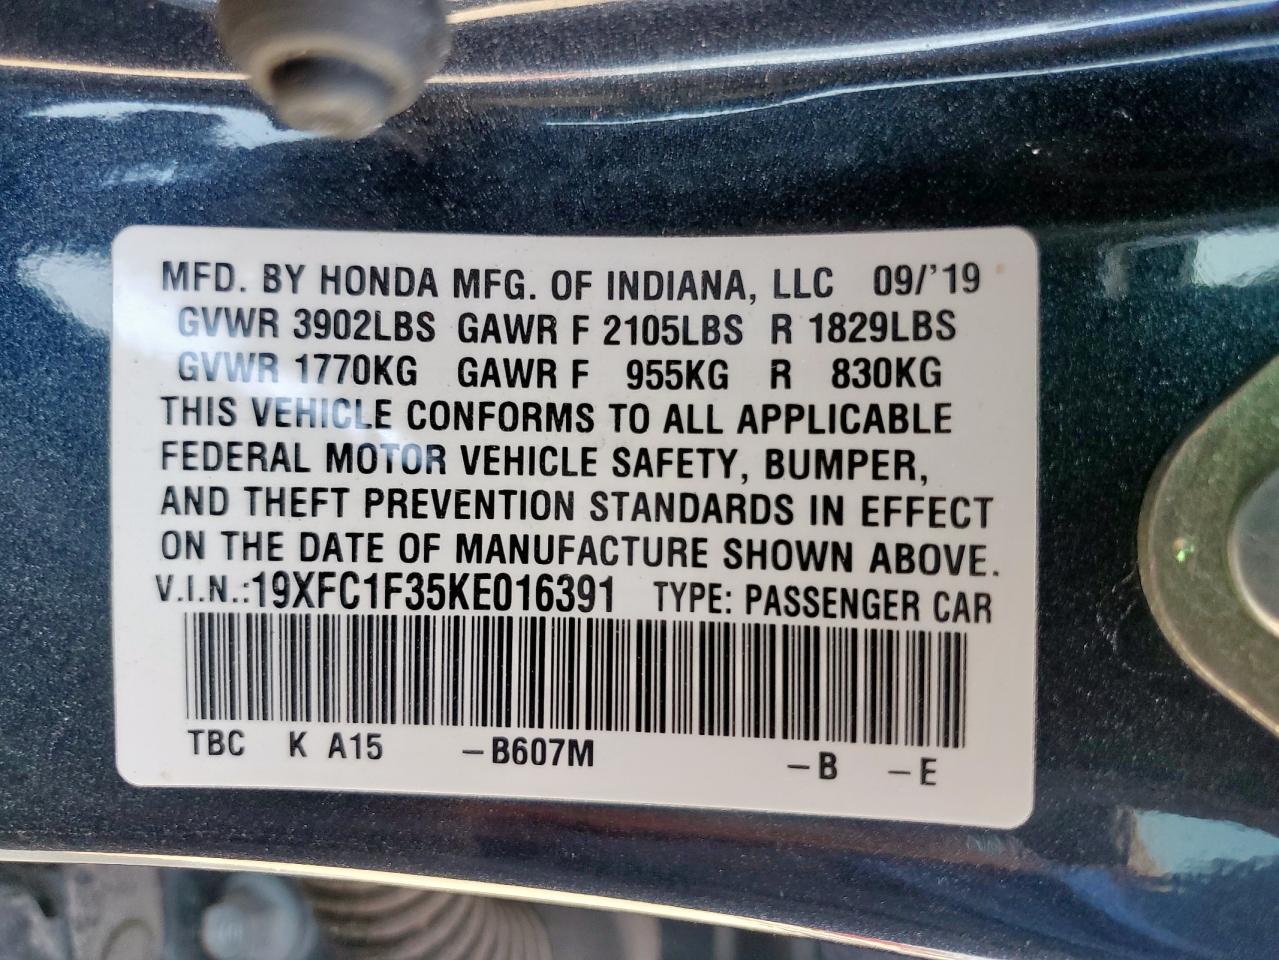 MFD. BY HONDA MFG. OF INDIANA, LLC 09/'19
GVWR 3902LBS GAWR F 2105LBS R 1829LBS
GVWR 1770KG GAWR F 955KG R 830KG
THIS VEHICLE CONFORMS TO ALL APPLICABLE
FEDERAL MOTOR VEHICLE SAFETY, BUMPER,
AND THEFT PREVENTION STANDARDS IN EFFECT
ON THE DATE OF MANUFACTURE SHOWN ABOVE.
V.I.N.:19XFC1F35KE016391 TYPE: PASSENGER CAR
TBC K A15 –B607M –B –E